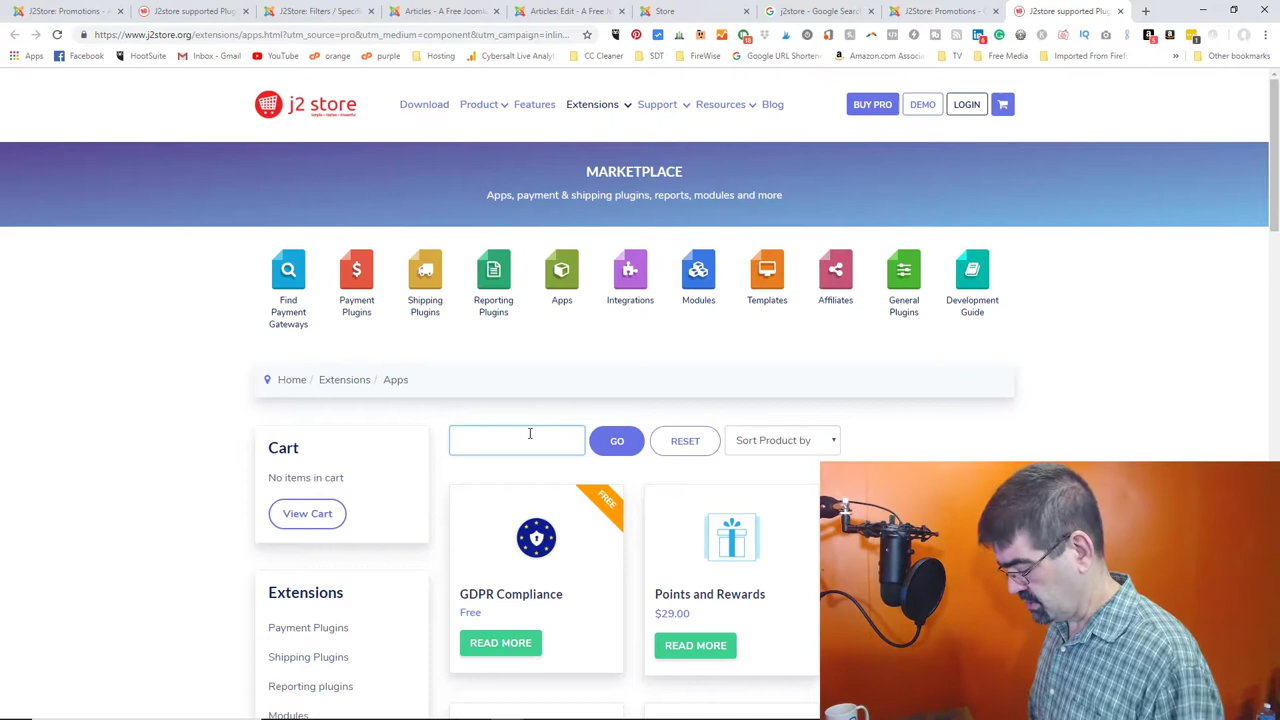 J2Store: Promotions - A
J2store supported Plug
J2Store: Filters / Specifi
Articles - A Free Jooml
Articles: Edit - A Free J
Store
j2store - Google Search
J2Store: Promotions - C
J2store supported Plug
https://www.j2store.org/extensions/apps.html?utm_source=pro&utm_medium=component&utm_campaign=inlin...
Apps
Facebook
HootSuite
Inbox - Gmail
YouTube
orange
purple
Hosting
Cybersalt Live Analyt
CC Cleaner
SDT
FireWise
Google URL Shorten
Amazon.com Associa
TV
Free Media
Imported From Firef
»
Other bookmarks
j2 store
Download
Product
Features
Extensions
Support
Resources
Blog
BUY PRO
DEMO
LOGIN
MARKETPLACE
Apps, payment & shipping plugins, reports, modules and more
Find
Payment
Gateways
Payment
Plugins
Shipping
Plugins
Reporting
Plugins
Apps
Integrations
Modules
Templates
Affiliates
General
Plugins
Development
Guide
Home / Extensions / Apps
Cart
No items in cart
View Cart
GO
RESET
Sort Product by
Extensions
Payment Plugins
Shipping Plugins
Reporting plugins
Modules
FREE
GDPR Compliance
Free
READ MORE
Points and Rewards
$29.00
READ MORE